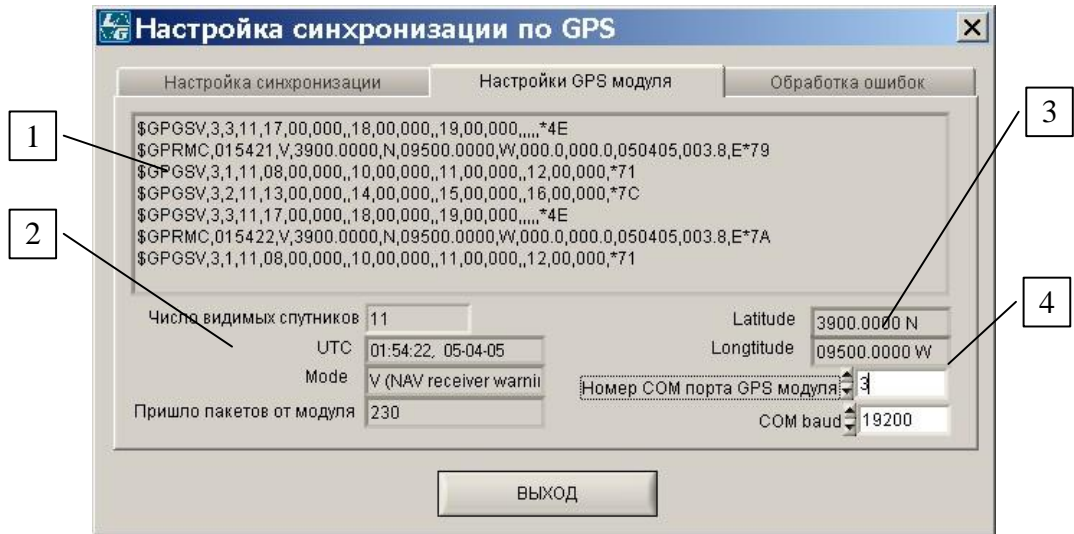 Настройка синхронизации по GPS
Настройка синхронизации Настройки GPS модуля Обработка ошибок
1
3
$GPGSV,3,3,11,17,00,000,,18,00,000,,19,00,000,,,,,*4E
$GPRMC,015421,V,3900.0000,N,09500.0000,W,000.0,000.0,050405,003.8,E*79
$GPGSV,3,1,11,08,00,000,,10,00,000,,11,00,000,,12,00,000,*71
$GPGSV,3,2,11,13,00,000,,14,00,000,,15,00,000,,16,00,000,*7C
$GPGSV,3,3,11,17,00,000,,18,00,000,,19,00,000,,,,,*4E
$GPRMC,015422,V,3900.0000,N,09500.0000,W,000.0,000.0,050405,003.8,E*7A
$GPGSV,3,1,11,08,00,000,,10,00,000,,11,00,000,,12,00,000,*71
2
4
Число видимых спутников 11
Latitude 3900.0000 N
UTC 01:54:22, 05-04-05
Longtitude 09500.0000 W
Mode V (NAV receiver warnii
Номер COM порта GPS модуля 3
Пришло пакетов от модуля 230
COM baud 19200
ВЫХОД